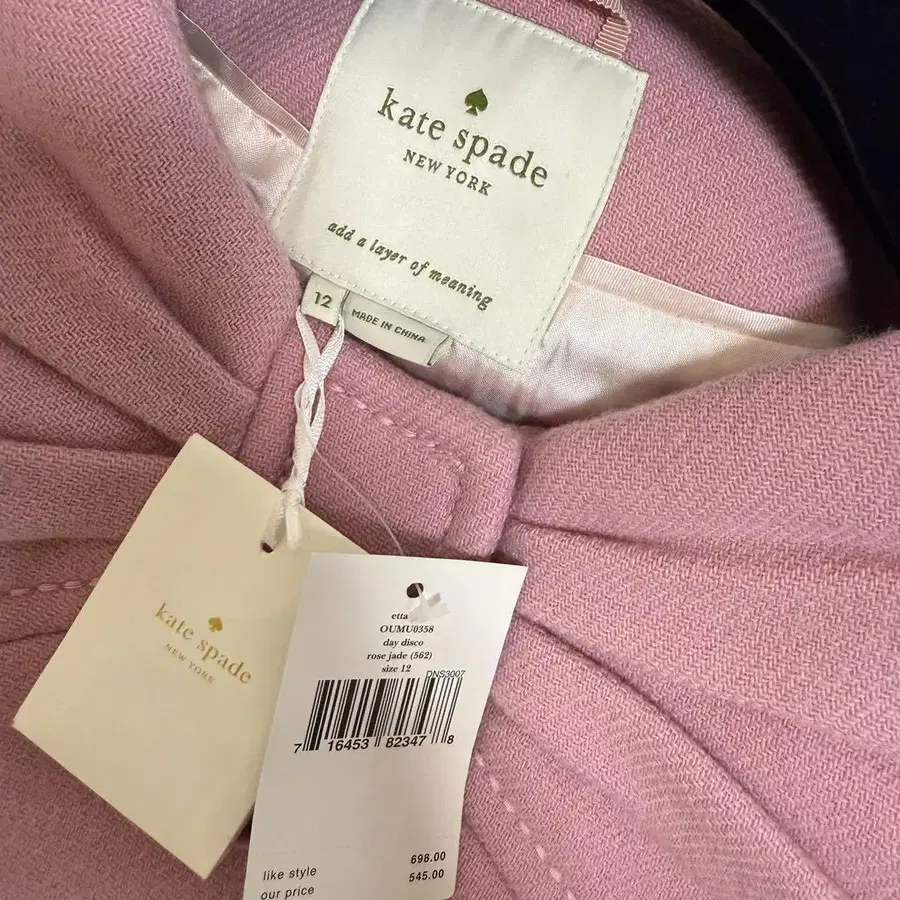 kate spade
NEW YORK
add a layer of meaning
12
MADE IN CHINA
kate spade
NEW YORK
etta
OUMU0358
day disco
rose jade (562)
size 12
DNS3007
7 16453 82347 8
like style 698.00
our price 545.00